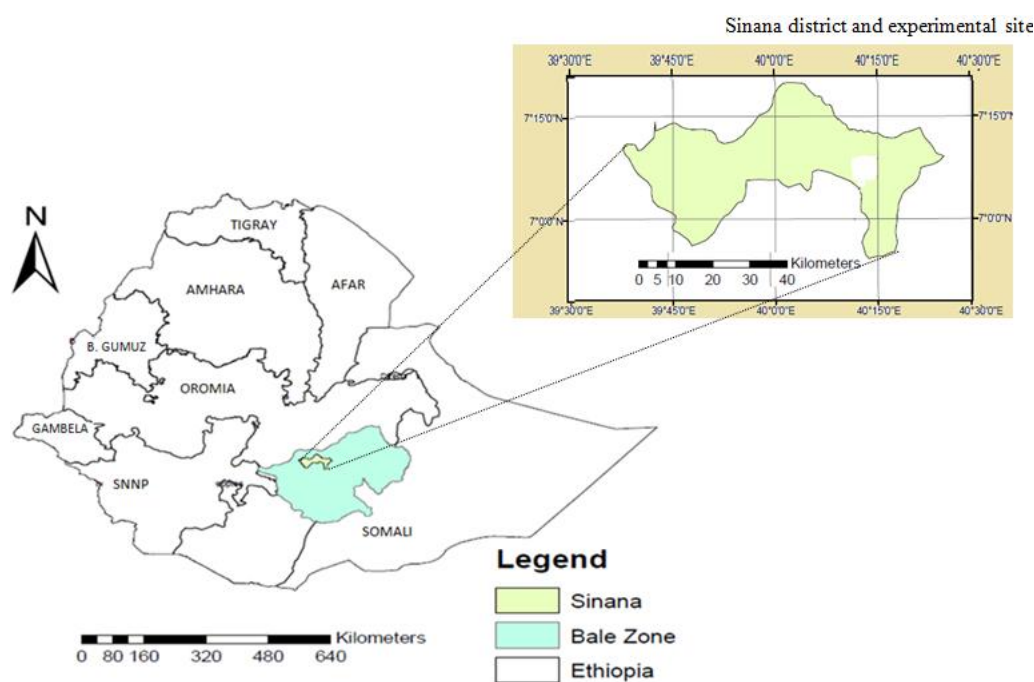 Sinana district and experimental site
39°30'0"E 39°45'0"E 40°0'0"E 40°15'0"E 40°30'0"E
7°15'0"N 7°15'0"N
7°0'0"N 7°0'0"N
Kilometers
0 5 10 20 30 40
39°30'0"E 39°45'0"E 40°0'0"E 40°15'0"E 40°30'0"E
N
TIGRAY
AMHARA
AFAR
B. GUMUZ
OROMIA
GAMBELA
SNNP
SOMALI
Legend
Sinana
Bale Zone
Ethiopia
Kilometers
0 80 160 320 480 640